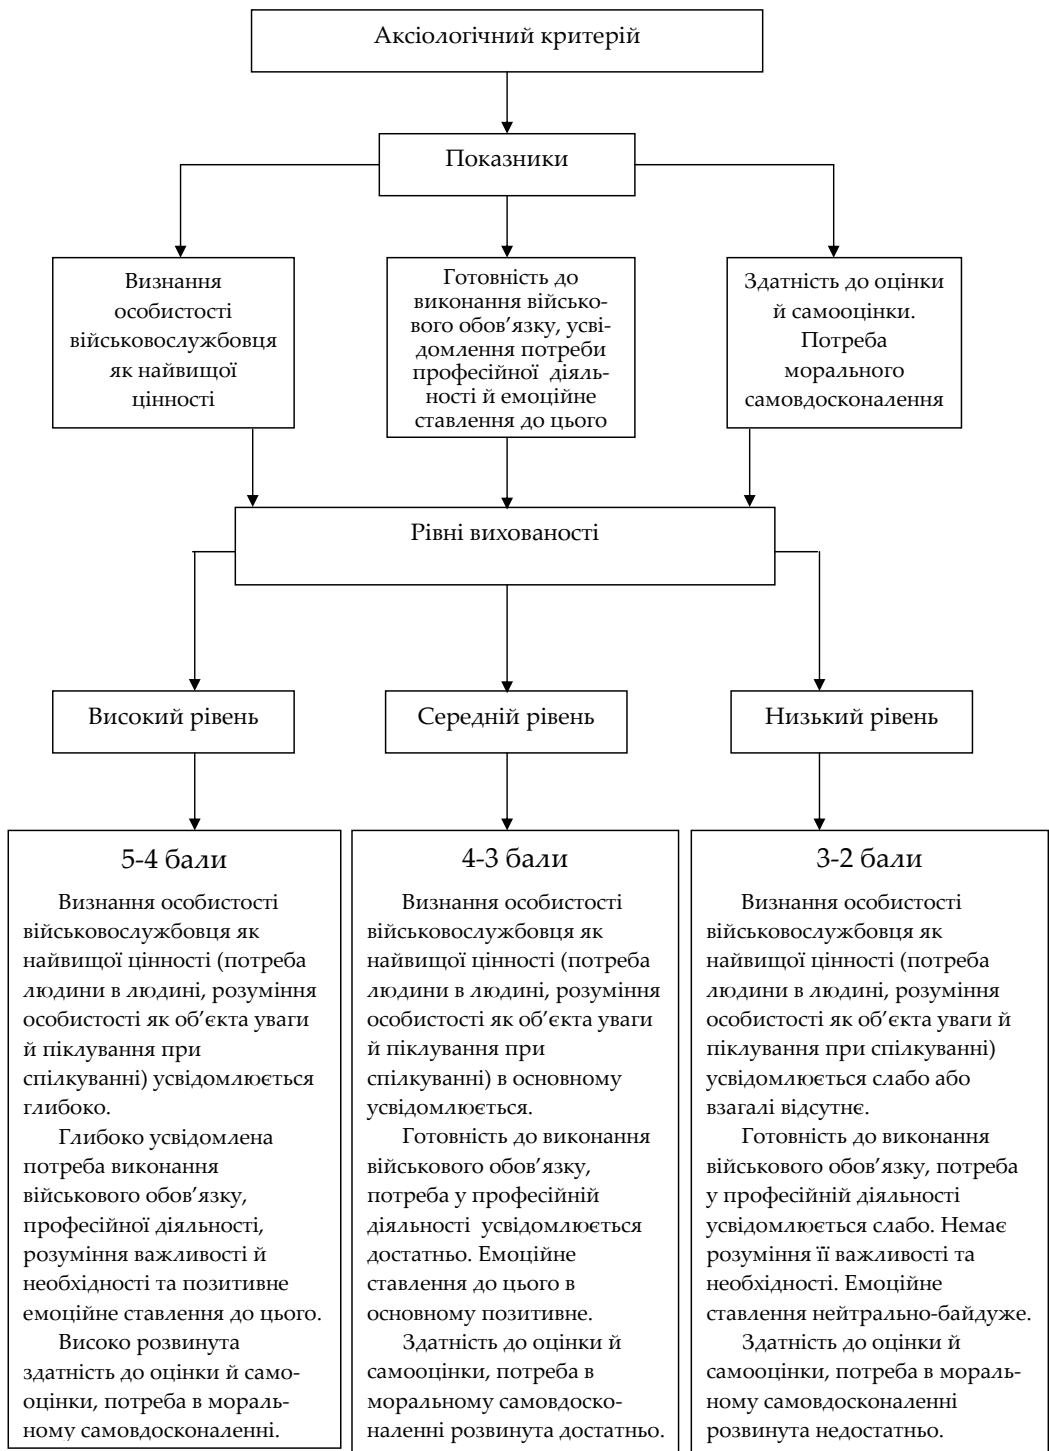 Аксіологічний критерій
Показники
Визнання
особистості
військовослужбовця
як найвищої
цінності
Готовність до
виконання військо-
вого обов’язку, усві-
домлення потреби
професійної діяль-
ності й емоційне
ставлення до цього
Здатність до оцінки
й самооцінки.
Потреба
морального
самовдосконалення
Рівні вихованості
Високий рівень
Середній рівень
Низький рівень
5-4 бали
Визнання особистості
військовослужбовця як
найвищої цінності (потреба
людини в людині, розуміння
особистості як об’єкта уваги
й піклування при
спілкуванні) усвідомлюється
глибоко.
Глибоко усвідомлена
потреба виконання
військового обов’язку,
професійної діяльності,
розуміння важливості й
необхідності та позитивне
емоційне ставлення до цього.
Високо розвинута
здатність до оцінки й само-
оцінки, потреба в мораль-
ному самовдосконаленні.
4-3 бали
Визнання особистості
військовослужбовця як
найвищої цінності (потреба
людини в людині, розуміння
особистості як об’єкта уваги
й піклування при
спілкуванні) в основному
усвідомлюється.
Готовність до виконання
військового обов’язку,
потреба у професійній
діяльності усвідомлюється
достатньо. Емоційне
ставлення до цього в
основному позитивне.
Здатність до оцінки й
самооцінки, потреба в
моральному самовдоско-
наленні розвинута достатньо.
3-2 бали
Визнання особистості
військовослужбовця як
найвищої цінності (потреба
людини в людині, розуміння
особистості як об’єкта уваги й
піклування при спілкуванні)
усвідомлюється слабо або
взагалі відсутнє.
Готовність до виконання
військового обов’язку, потреба
у професійній діяльності
усвідомлюється слабо. Немає
розуміння її важливості та
необхідності. Емоційне
ставлення нейтрально-байдуже.
Здатність до оцінки й
самооцінки, потреба в мораль-
ному самовдосконаленні
розвинута недостатньо.